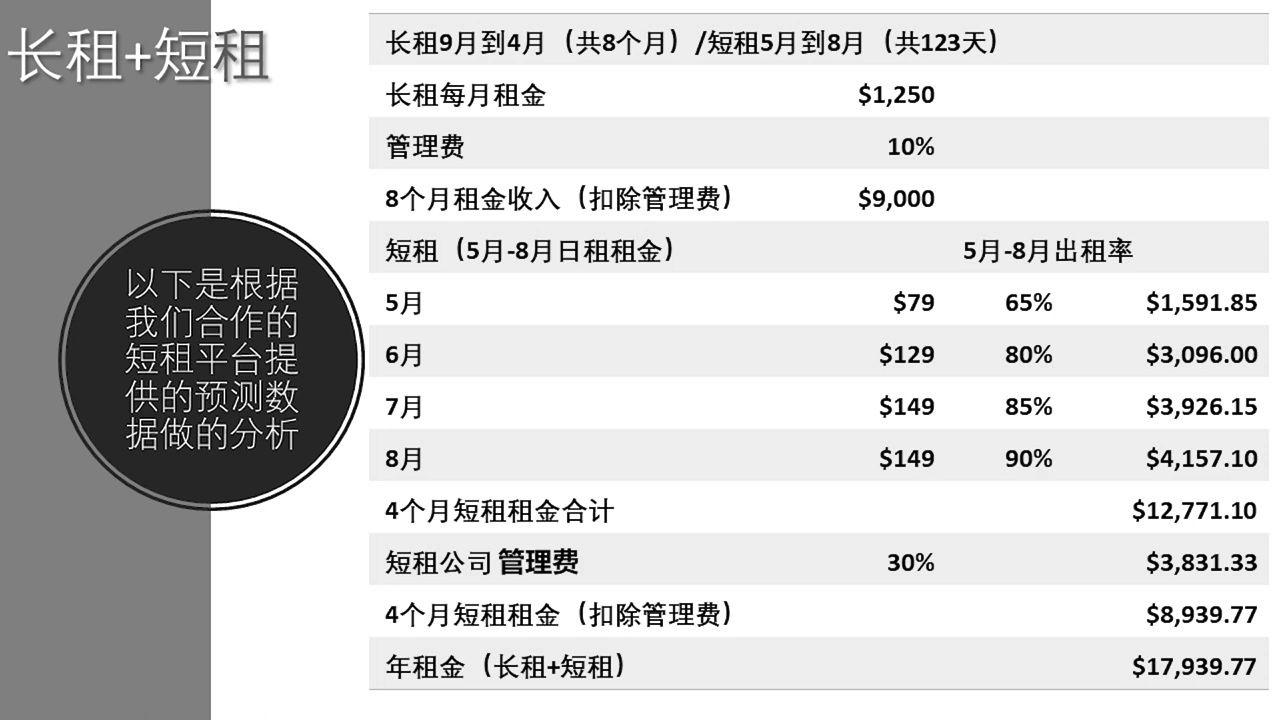 长租+短租
以下是根据
我们合作的
短租平台提
供的预测数
据做的分析
长租9月到4月（共8个月）/短租5月到8月（共123天）
长租每月租金 $1,250
管理费 10%
8个月租金收入（扣除管理费） $9,000
短租（5月-8月日租租金） 5月-8月出租率
5月 $79 65% $1,591.85
6月 $129 80% $3,096.00
7月 $149 85% $3,926.15
8月 $149 90% $4,157.10
4个月短租租金合计 $12,771.10
短租公司管理费 30% $3,831.33
4个月短租租金（扣除管理费） $8,939.77
年租金（长租+短租） $17,939.77